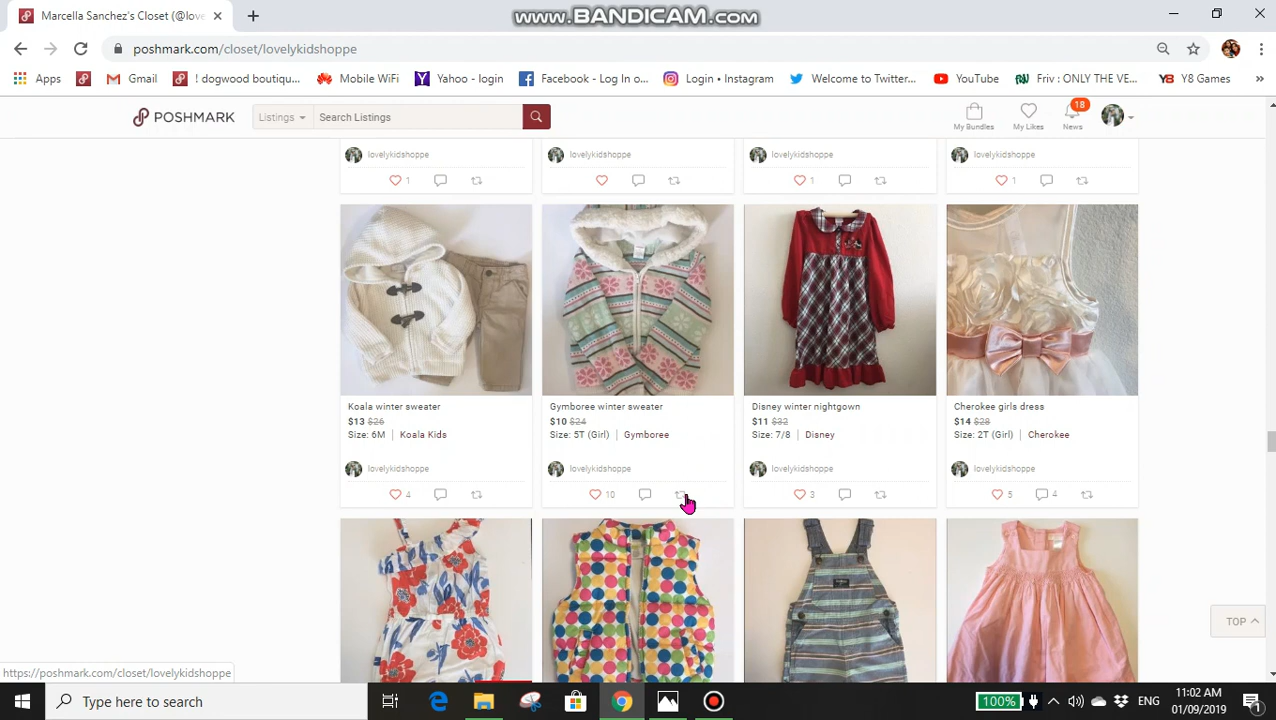 Marcella Sanchez's Closet (@love
www.BANDICAM.com
poshmark.com/closet/lovelykidshoppe
Apps
Gmail
! dogwood boutiqu...
Mobile WiFi
Yahoo - login
Facebook - Log In o...
Login • Instagram
Welcome to Twitter...
YouTube
Friv : ONLY THE VE...
Y8 Games
»
POSHMARK
Listings
Search Listings
My Bundles
My Likes
18
News
lovelykidshoppe
lovelykidshoppe
lovelykidshoppe
lovelykidshoppe
1
1
1
Koala winter sweater
$13 $26
Size: 6M | Koala Kids
lovelykidshoppe
4
Gymboree winter sweater
$10 $24
Size: 5T (Girl) | Gymboree
lovelykidshoppe
10
Disney winter nightgown
$11 $32
Size: 7/8 | Disney
lovelykidshoppe
3
Cherokee girls dress
$14 $28
Size: 2T (Girl) | Cherokee
lovelykidshoppe
5
4
TOP
https://poshmark.com/closet/lovelykidshoppe
Type here to search
100%
ENG
11:02 AM
01/09/2019
1